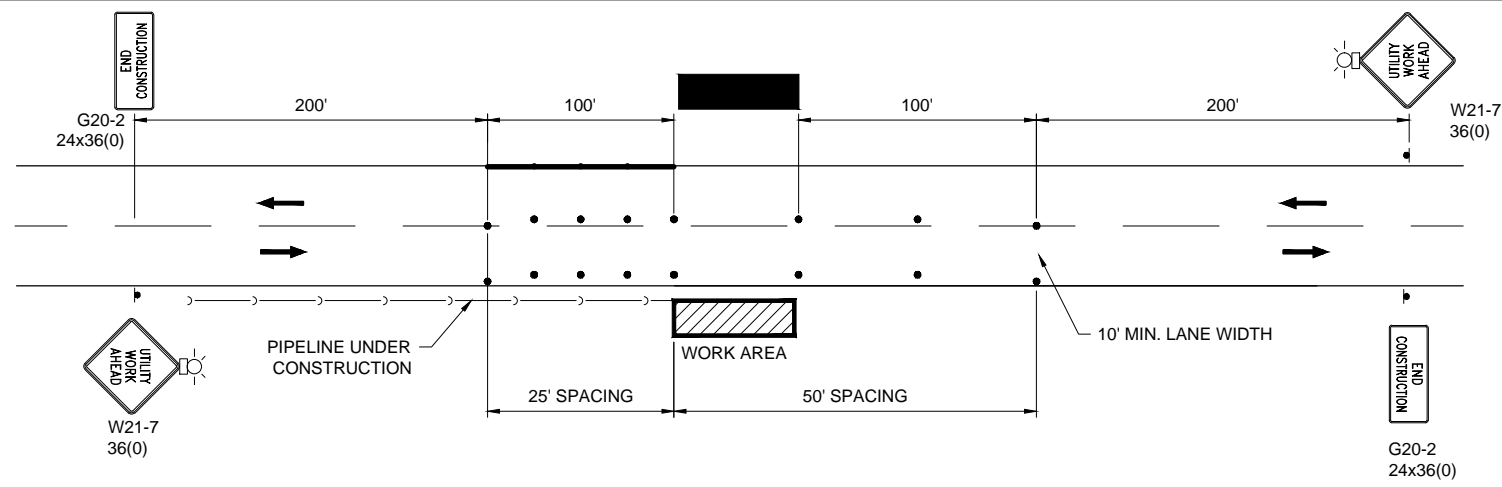 END
CONSTRUCTION
G20-2
24x36(0)
200'
100'
100'
200'
UTILITY
WORK
AHEAD
W21-7
36(0)
UTILITY
WORK
AHEAD
W21-7
36(0)
PIPELINE UNDER
CONSTRUCTION
WORK AREA
10' MIN. LANE WIDTH
25' SPACING
50' SPACING
END
CONSTRUCTION
G20-2
24x36(0)